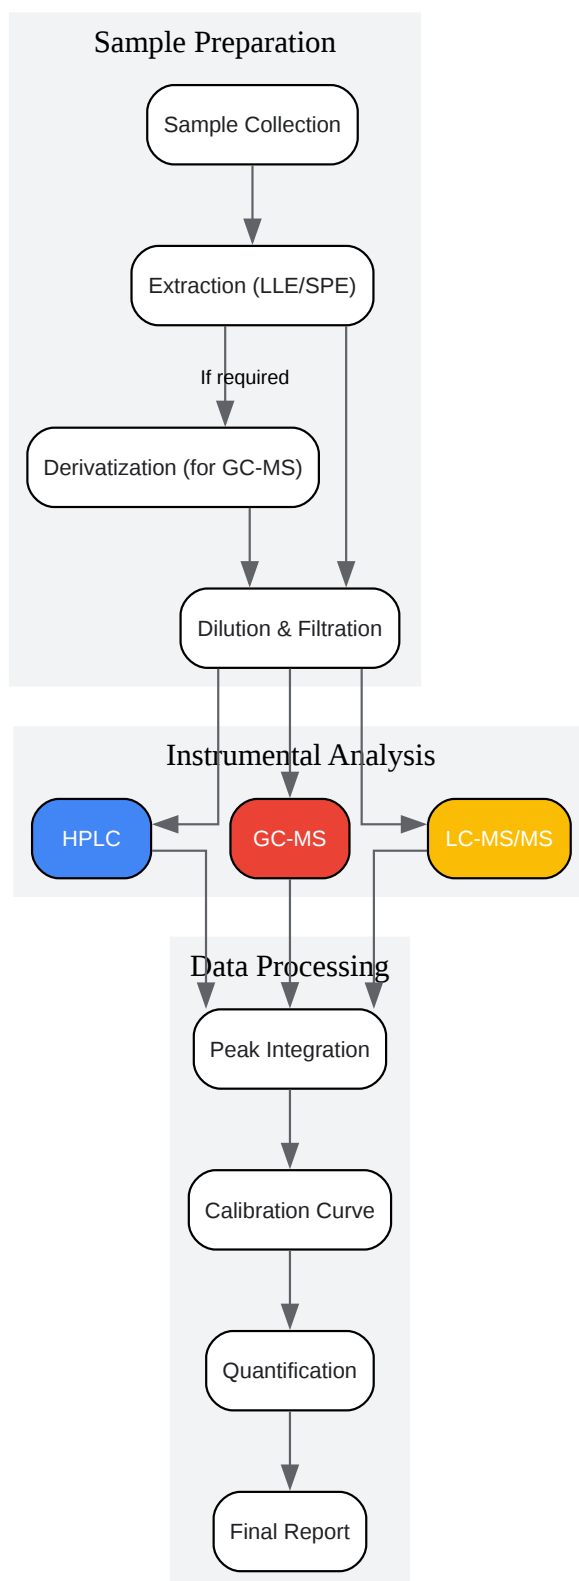 Sample Preparation
Sample Collection
Extraction (LLE/SPE)
If required
Derivatization (for GC-MS)
Dilution & Filtration
Instrumental Analysis
HPLC
GC-MS
LC-MS/MS
Data Processing
Peak Integration
Calibration Curve
Quantification
Final Report